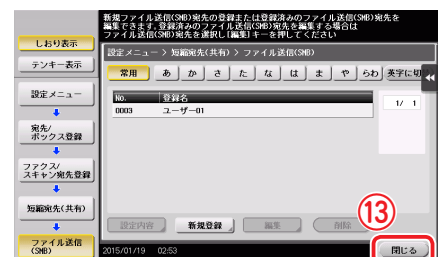 新規ファイル送信(SMB)宛先の登録または登録済みのファイル送信(SMB)宛先を
編集できます。登録済みのファイル送信(SMB)宛先を編集する場合は
ファイル送信(SMB)宛先を選択し[編集]キーを押してください
しおり表示
設定メニュー > 短縮宛先(共有) > ファイル送信(SMB)
テンキー表示
常用 あ か さ た な は ま や らわ 英字に切
設定メニュー
No. 登録名
1/ 1
0003 ユーザー01
宛先/
ボックス登録
ファクス/
スキャン宛先登録
短縮宛先(共有)
13
設定内容 新規登録 編集 削除
ファイル送信
(SMB)
2015/01/19 02:53
閉じる